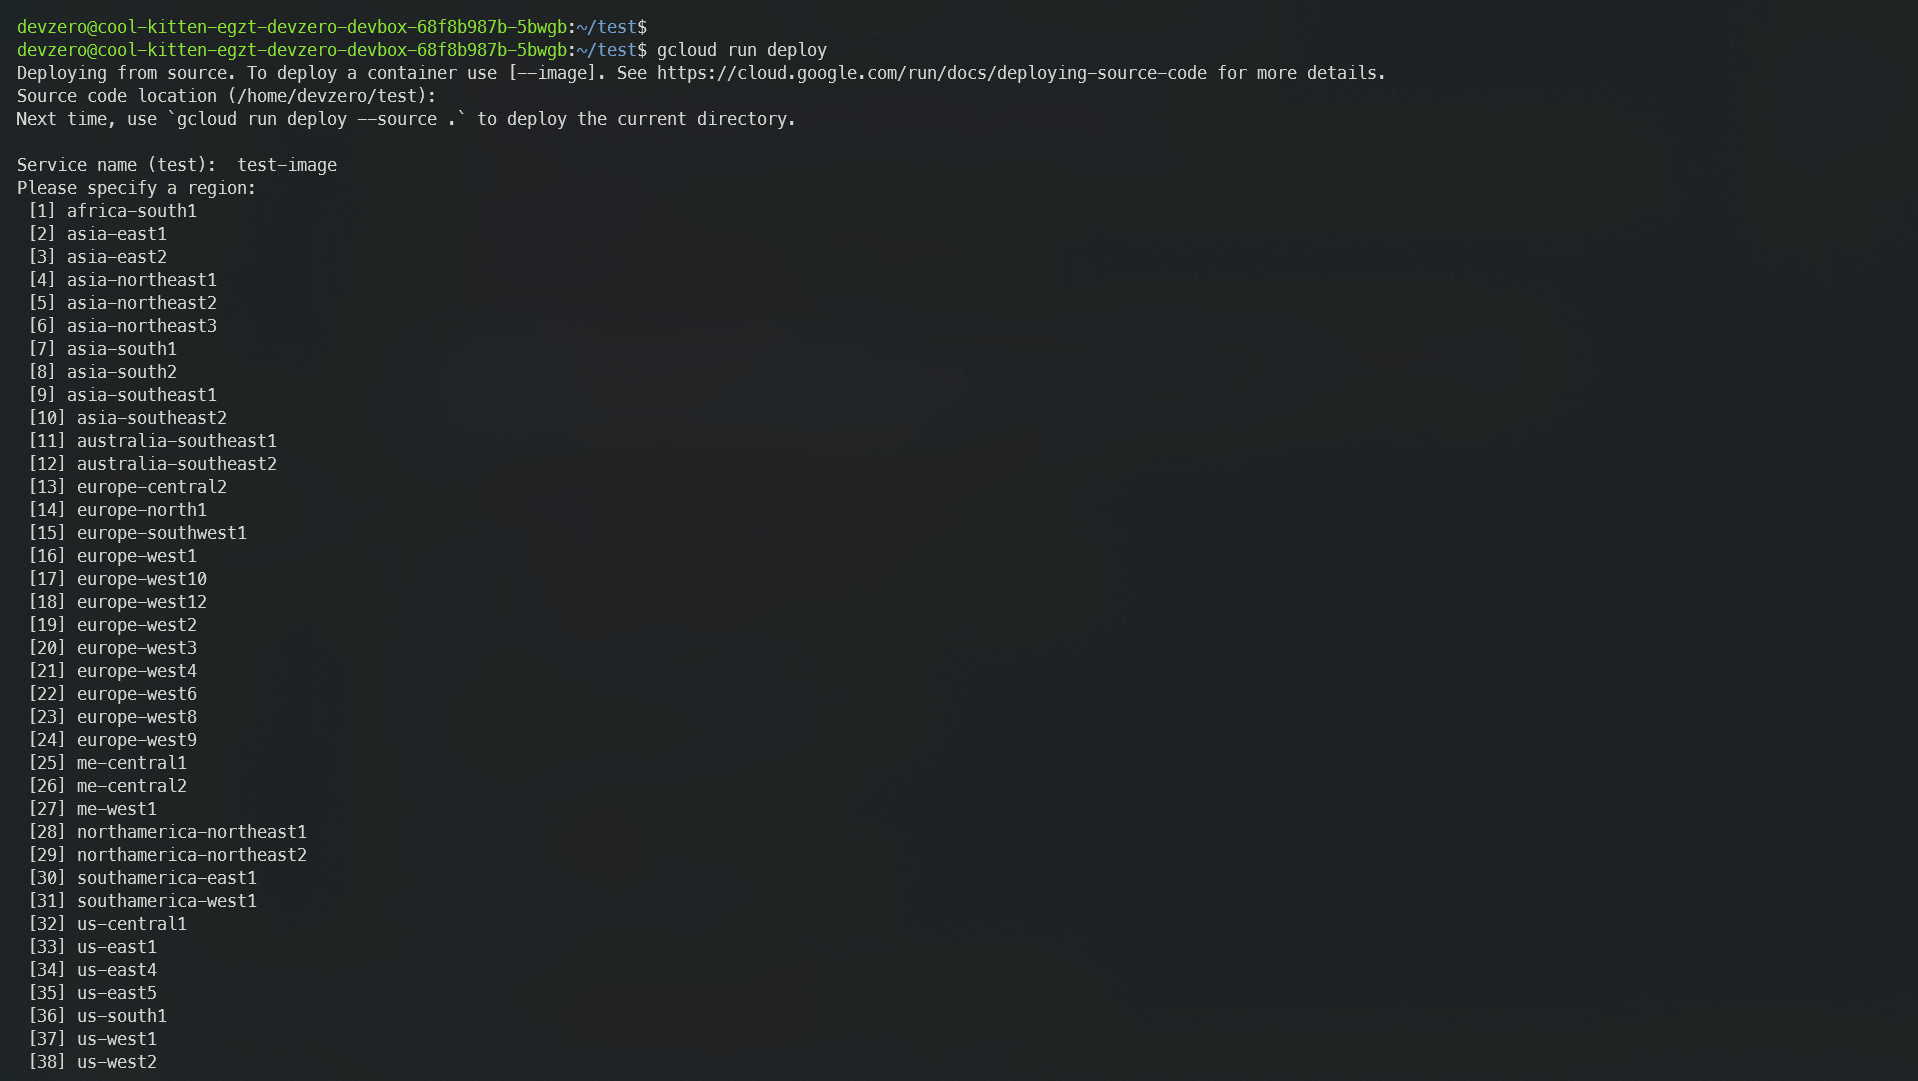 devzero@cool-kitten-egzt-devzero-devbox-68f8b987b-5bwgb:~/test$
devzero@cool-kitten-egzt-devzero-devbox-68f8b987b-5bwgb:~/test$ gcloud run deploy
Deploying from source. To deploy a container use [--image]. See https://cloud.google.com/run/docs/deploying-source-code for more details.
Source code location (/home/devzero/test):
Next time, use `gcloud run deploy --source .` to deploy the current directory.

Service name (test):  test-image
Please specify a region:
 [1] africa-south1
 [2] asia-east1
 [3] asia-east2
 [4] asia-northeast1
 [5] asia-northeast2
 [6] asia-northeast3
 [7] asia-south1
 [8] asia-south2
 [9] asia-southeast1
 [10] asia-southeast2
 [11] australia-southeast1
 [12] australia-southeast2
 [13] europe-central2
 [14] europe-north1
 [15] europe-southwest1
 [16] europe-west1
 [17] europe-west10
 [18] europe-west12
 [19] europe-west2
 [20] europe-west3
 [21] europe-west4
 [22] europe-west6
 [23] europe-west8
 [24] europe-west9
 [25] me-central1
 [26] me-central2
 [27] me-west1
 [28] northamerica-northeast1
 [29] northamerica-northeast2
 [30] southamerica-east1
 [31] southamerica-west1
 [32] us-central1
 [33] us-east1
 [34] us-east4
 [35] us-east5
 [36] us-south1
 [37] us-west1
 [38] us-west2